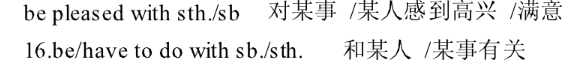 be pleased with sth./sb 对某事 /某人感到高兴 /满意
16.be/have to do with sb./sth. 和某人 /某事有关